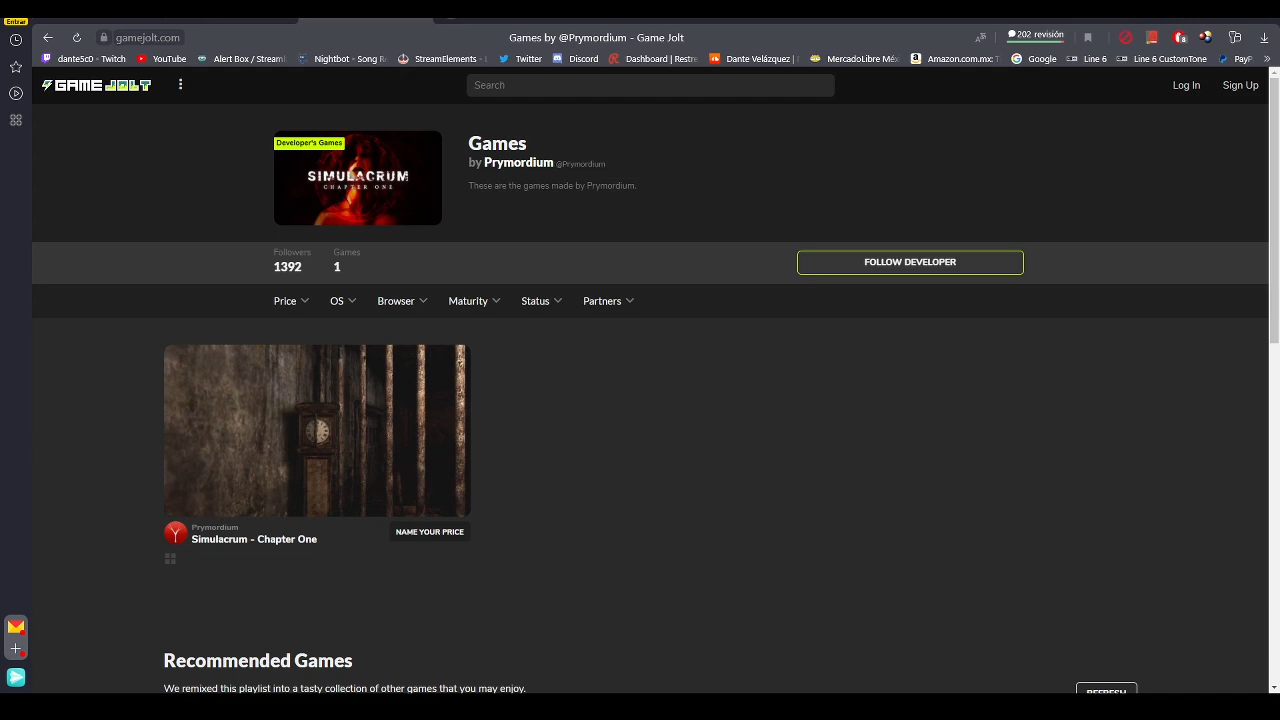 Entrar
gamejolt.com
Games by @Prymordium - Game Jolt
202 revisión
dante5c0 - Twitch
YouTube
Alert Box / Streaml
Nightbot - Song Re
StreamElements - L
Twitter
Discord
Dashboard | Restre
Dante Velázquez |
MercadoLibre Méx
Amazon.com.mx: T
Google
Line 6
Line 6 CustomTone
PayP
GAME JOLT
Search
Log In
Sign Up
Developer's Games
SIMULACRUM
CHAPTER ONE
Games
by Prymordium @Prymordium
These are the games made by Prymordium.
Followers
1392
Games
1
FOLLOW DEVELOPER
Price
OS
Browser
Maturity
Status
Partners
Prymordium
Simulacrum - Chapter One
NAME YOUR PRICE
Recommended Games
We remixed this playlist into a tasty collection of other games that you may enjoy.
REFRESH